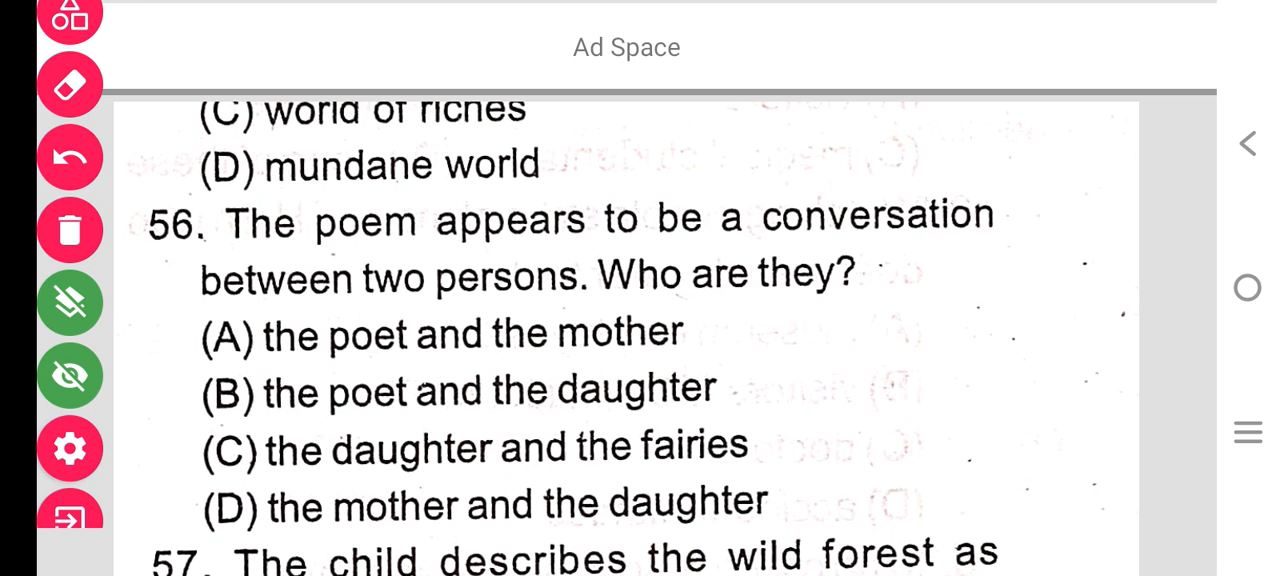 Ad Space
(C) world of riches
(D) mundane world
56. The poem appears to be a conversation
between two persons. Who are they?
(A) the poet and the mother
(B) the poet and the daughter
(C) the daughter and the fairies
(D) the mother and the daughter
57. The child describes the wild forest as